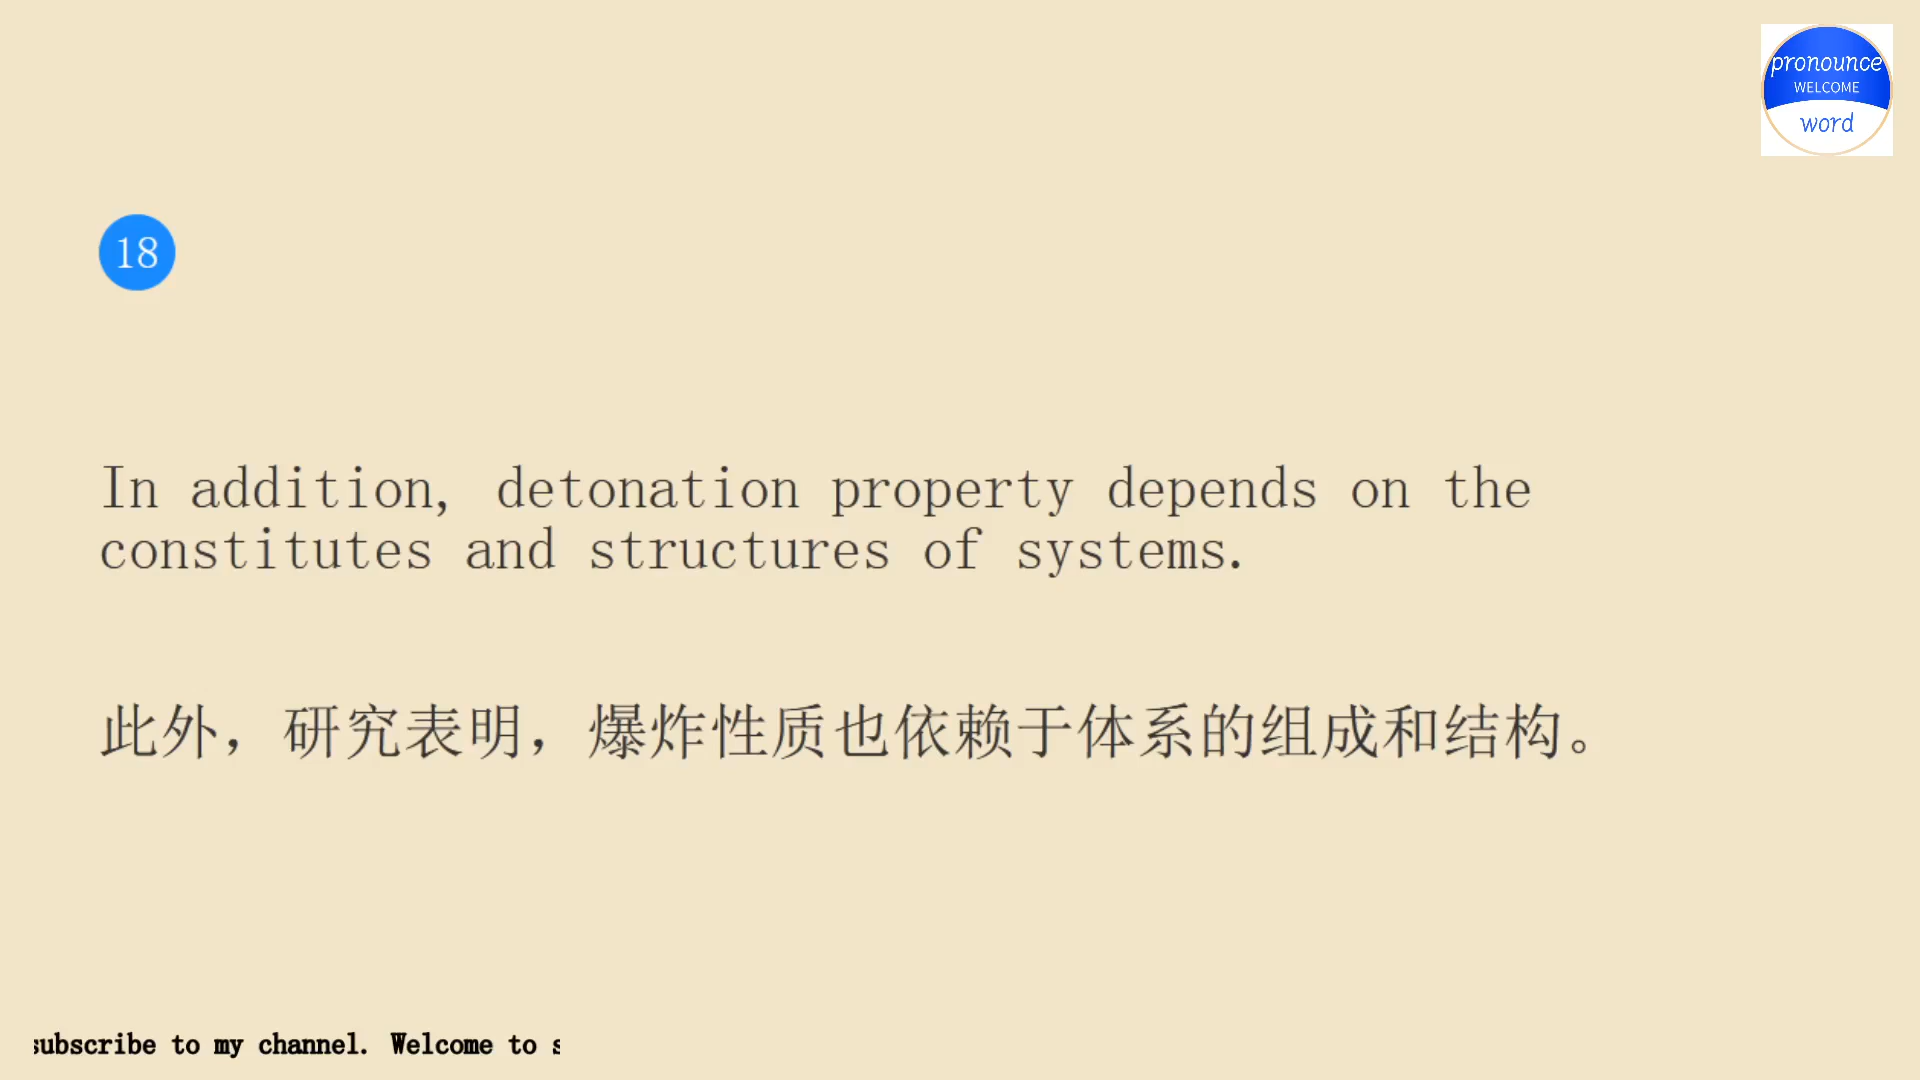 pronounce
WELCOME
word
18
In addition, detonation property depends on the
constitutes and structures of systems.
此外，研究表明，爆炸性质也依赖于体系的组成和结构。
subscribe to my channel. Welcome to s